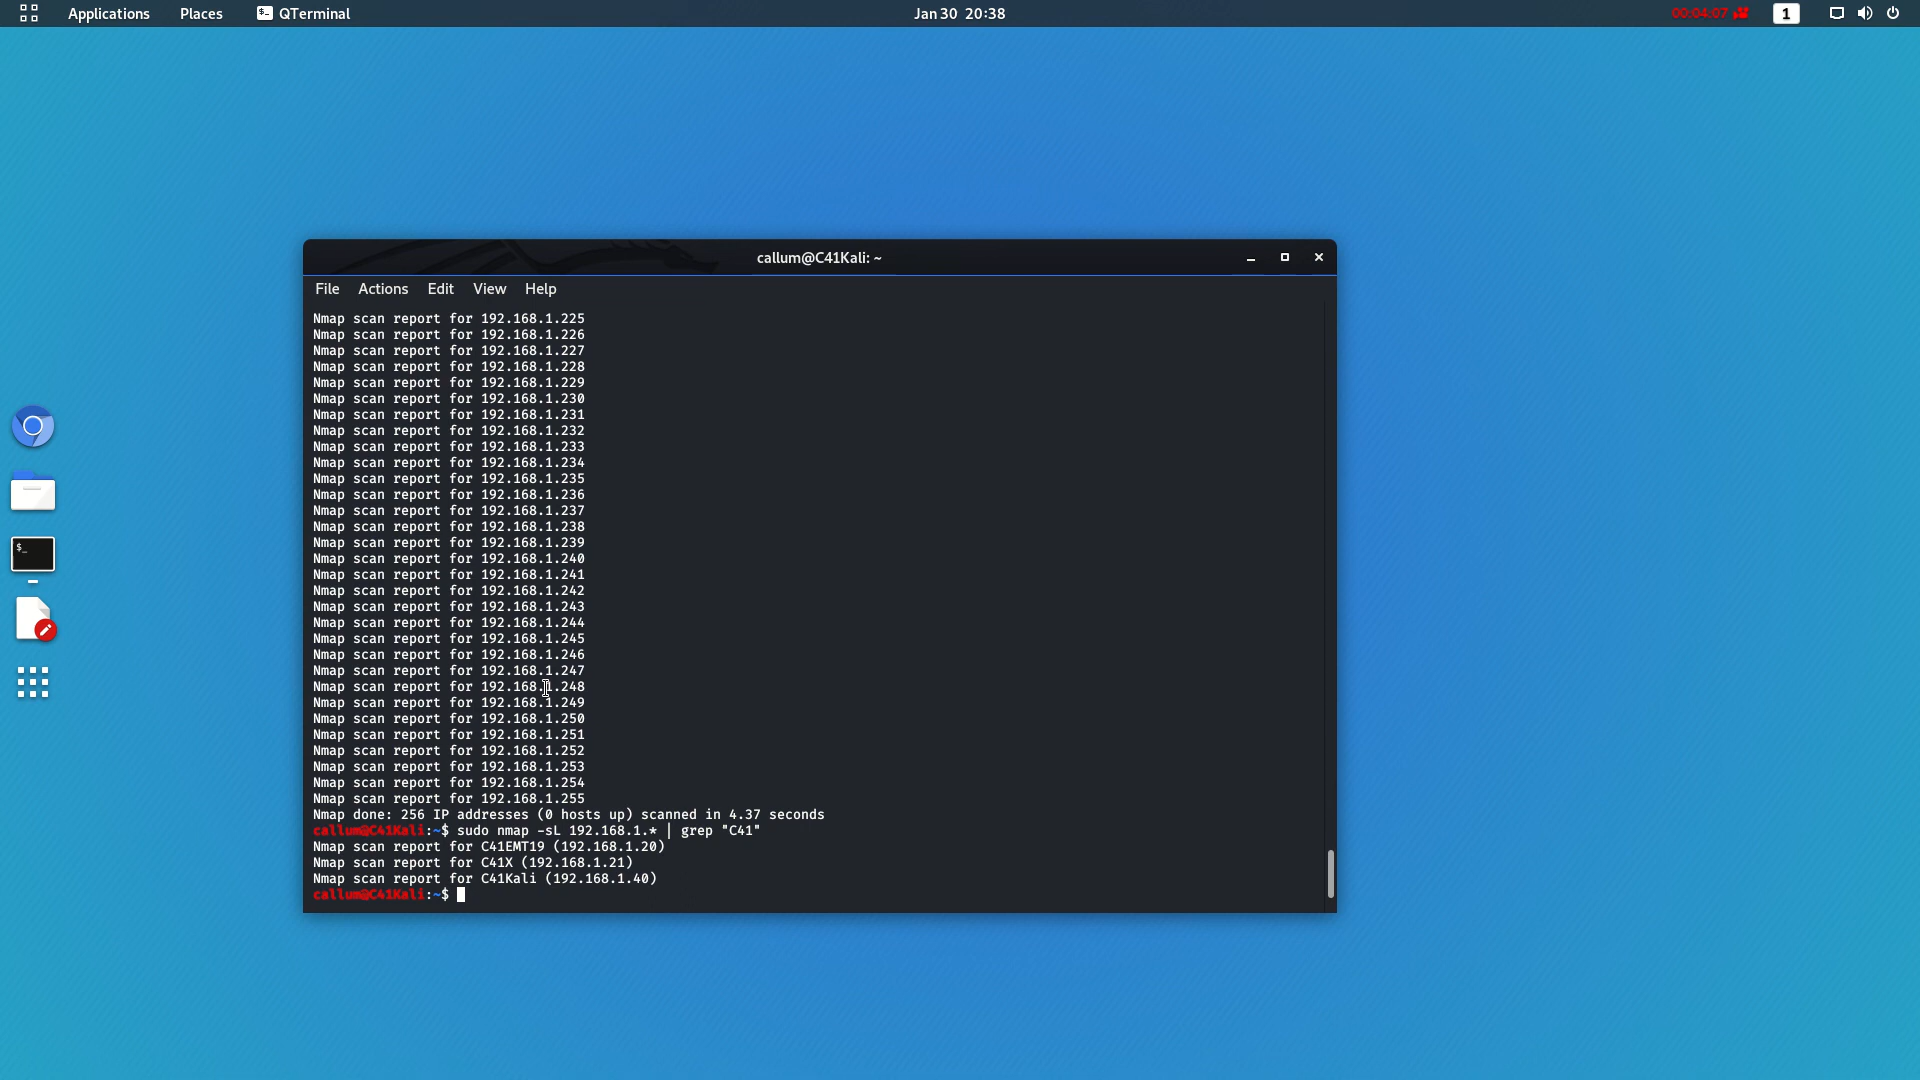 Applications Places QTerminal Jan 30 20:38 00:04:07 1
callum@C41Kali: ~
File Actions Edit View Help
Nmap scan report for 192.168.1.225
Nmap scan report for 192.168.1.226
Nmap scan report for 192.168.1.227
Nmap scan report for 192.168.1.228
Nmap scan report for 192.168.1.229
Nmap scan report for 192.168.1.230
Nmap scan report for 192.168.1.231
Nmap scan report for 192.168.1.232
Nmap scan report for 192.168.1.233
Nmap scan report for 192.168.1.234
Nmap scan report for 192.168.1.235
Nmap scan report for 192.168.1.236
Nmap scan report for 192.168.1.237
Nmap scan report for 192.168.1.238
Nmap scan report for 192.168.1.239
Nmap scan report for 192.168.1.240
Nmap scan report for 192.168.1.241
Nmap scan report for 192.168.1.242
Nmap scan report for 192.168.1.243
Nmap scan report for 192.168.1.244
Nmap scan report for 192.168.1.245
Nmap scan report for 192.168.1.246
Nmap scan report for 192.168.1.247
Nmap scan report for 192.168.1.248
Nmap scan report for 192.168.1.249
Nmap scan report for 192.168.1.250
Nmap scan report for 192.168.1.251
Nmap scan report for 192.168.1.252
Nmap scan report for 192.168.1.253
Nmap scan report for 192.168.1.254
Nmap scan report for 192.168.1.255
Nmap done: 256 IP addresses (0 hosts up) scanned in 4.37 seconds
callum@C41Kali:~$ sudo nmap -sL 192.168.1.* | grep "C41"
Nmap scan report for C41EMT19 (192.168.1.20)
Nmap scan report for C41X (192.168.1.21)
Nmap scan report for C41Kali (192.168.1.40)
callum@C41Kali:~$